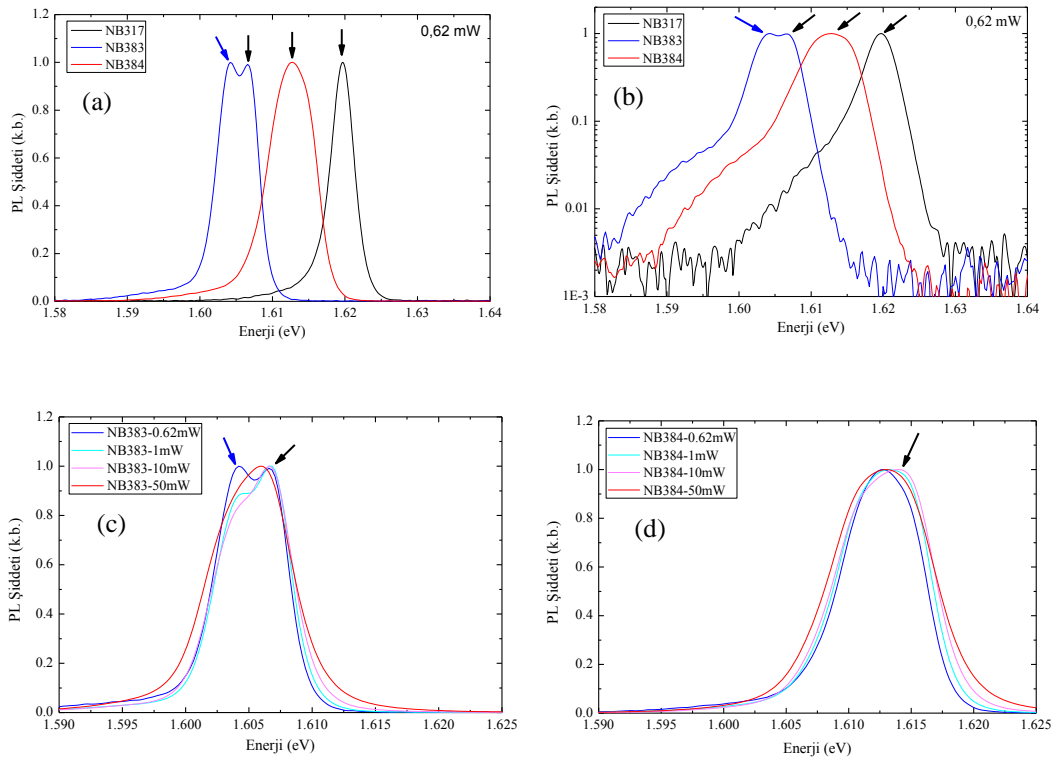 NB317
NB383
NB384
0,62 mW
(a)
PL Şiddeti (k.b.)
1.2
1.0
0.8
0.6
0.4
0.2
0.0
1.58 1.59 1.60 1.61 1.62 1.63 1.64
Enerji (eV)
NB317
NB383
NB384
0,62 mW
(b)
PL Şiddeti (k.b.)
1
0.1
0.01
1E-3
1.58 1.59 1.60 1.61 1.62 1.63 1.64
Enerji (eV)
NB383-0.62mW
NB383-1mW
NB383-10mW
NB383-50mW
(c)
PL Şiddeti (k.b.)
1.2
1.0
0.8
0.6
0.4
0.2
0.0
1.590 1.595 1.600 1.605 1.610 1.615 1.620 1.625
Enerji (eV)
NB384-0.62mW
NB384-1mW
NB384-10mW
NB384-50mW
(d)
PL Şiddeti (k.b.)
1.2
1.0
0.8
0.6
0.4
0.2
0.0
1.590 1.595 1.600 1.605 1.610 1.615 1.620 1.625
Enerji (eV)